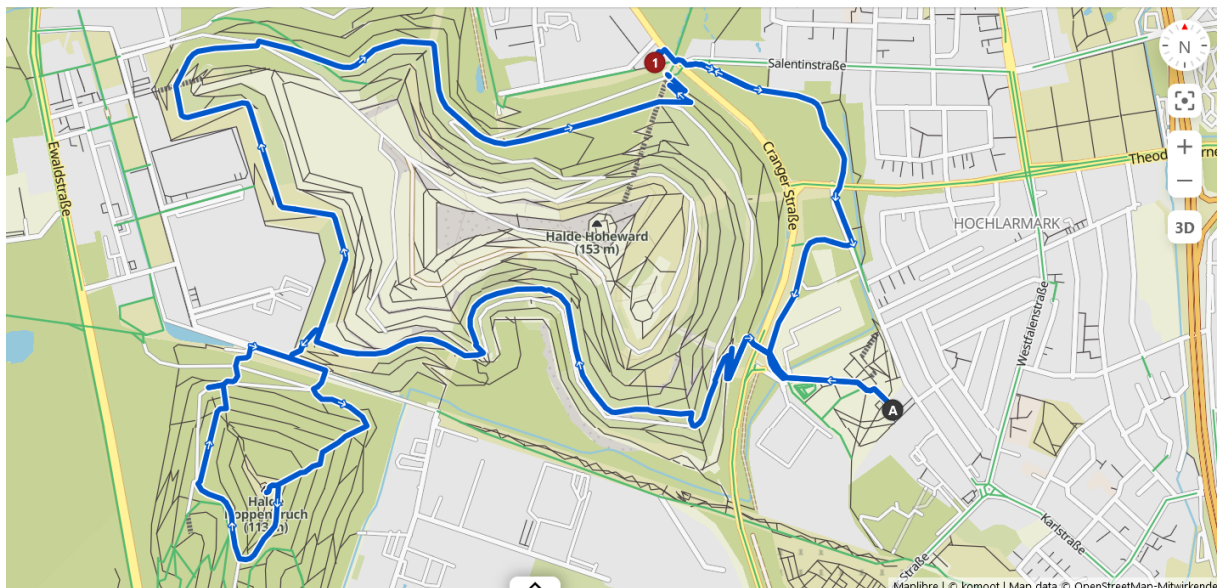 N
1
Salentinstraße
Ewaldstraße
Cranger Straße
HOCHLARMARK
+
−
3D
Halde Hoheward
(153 m)
Westfalenstraße
A
Karlstraße
Straße
Maplibre | © komoot | Map data © OpenStreetMap-Mitwirkende